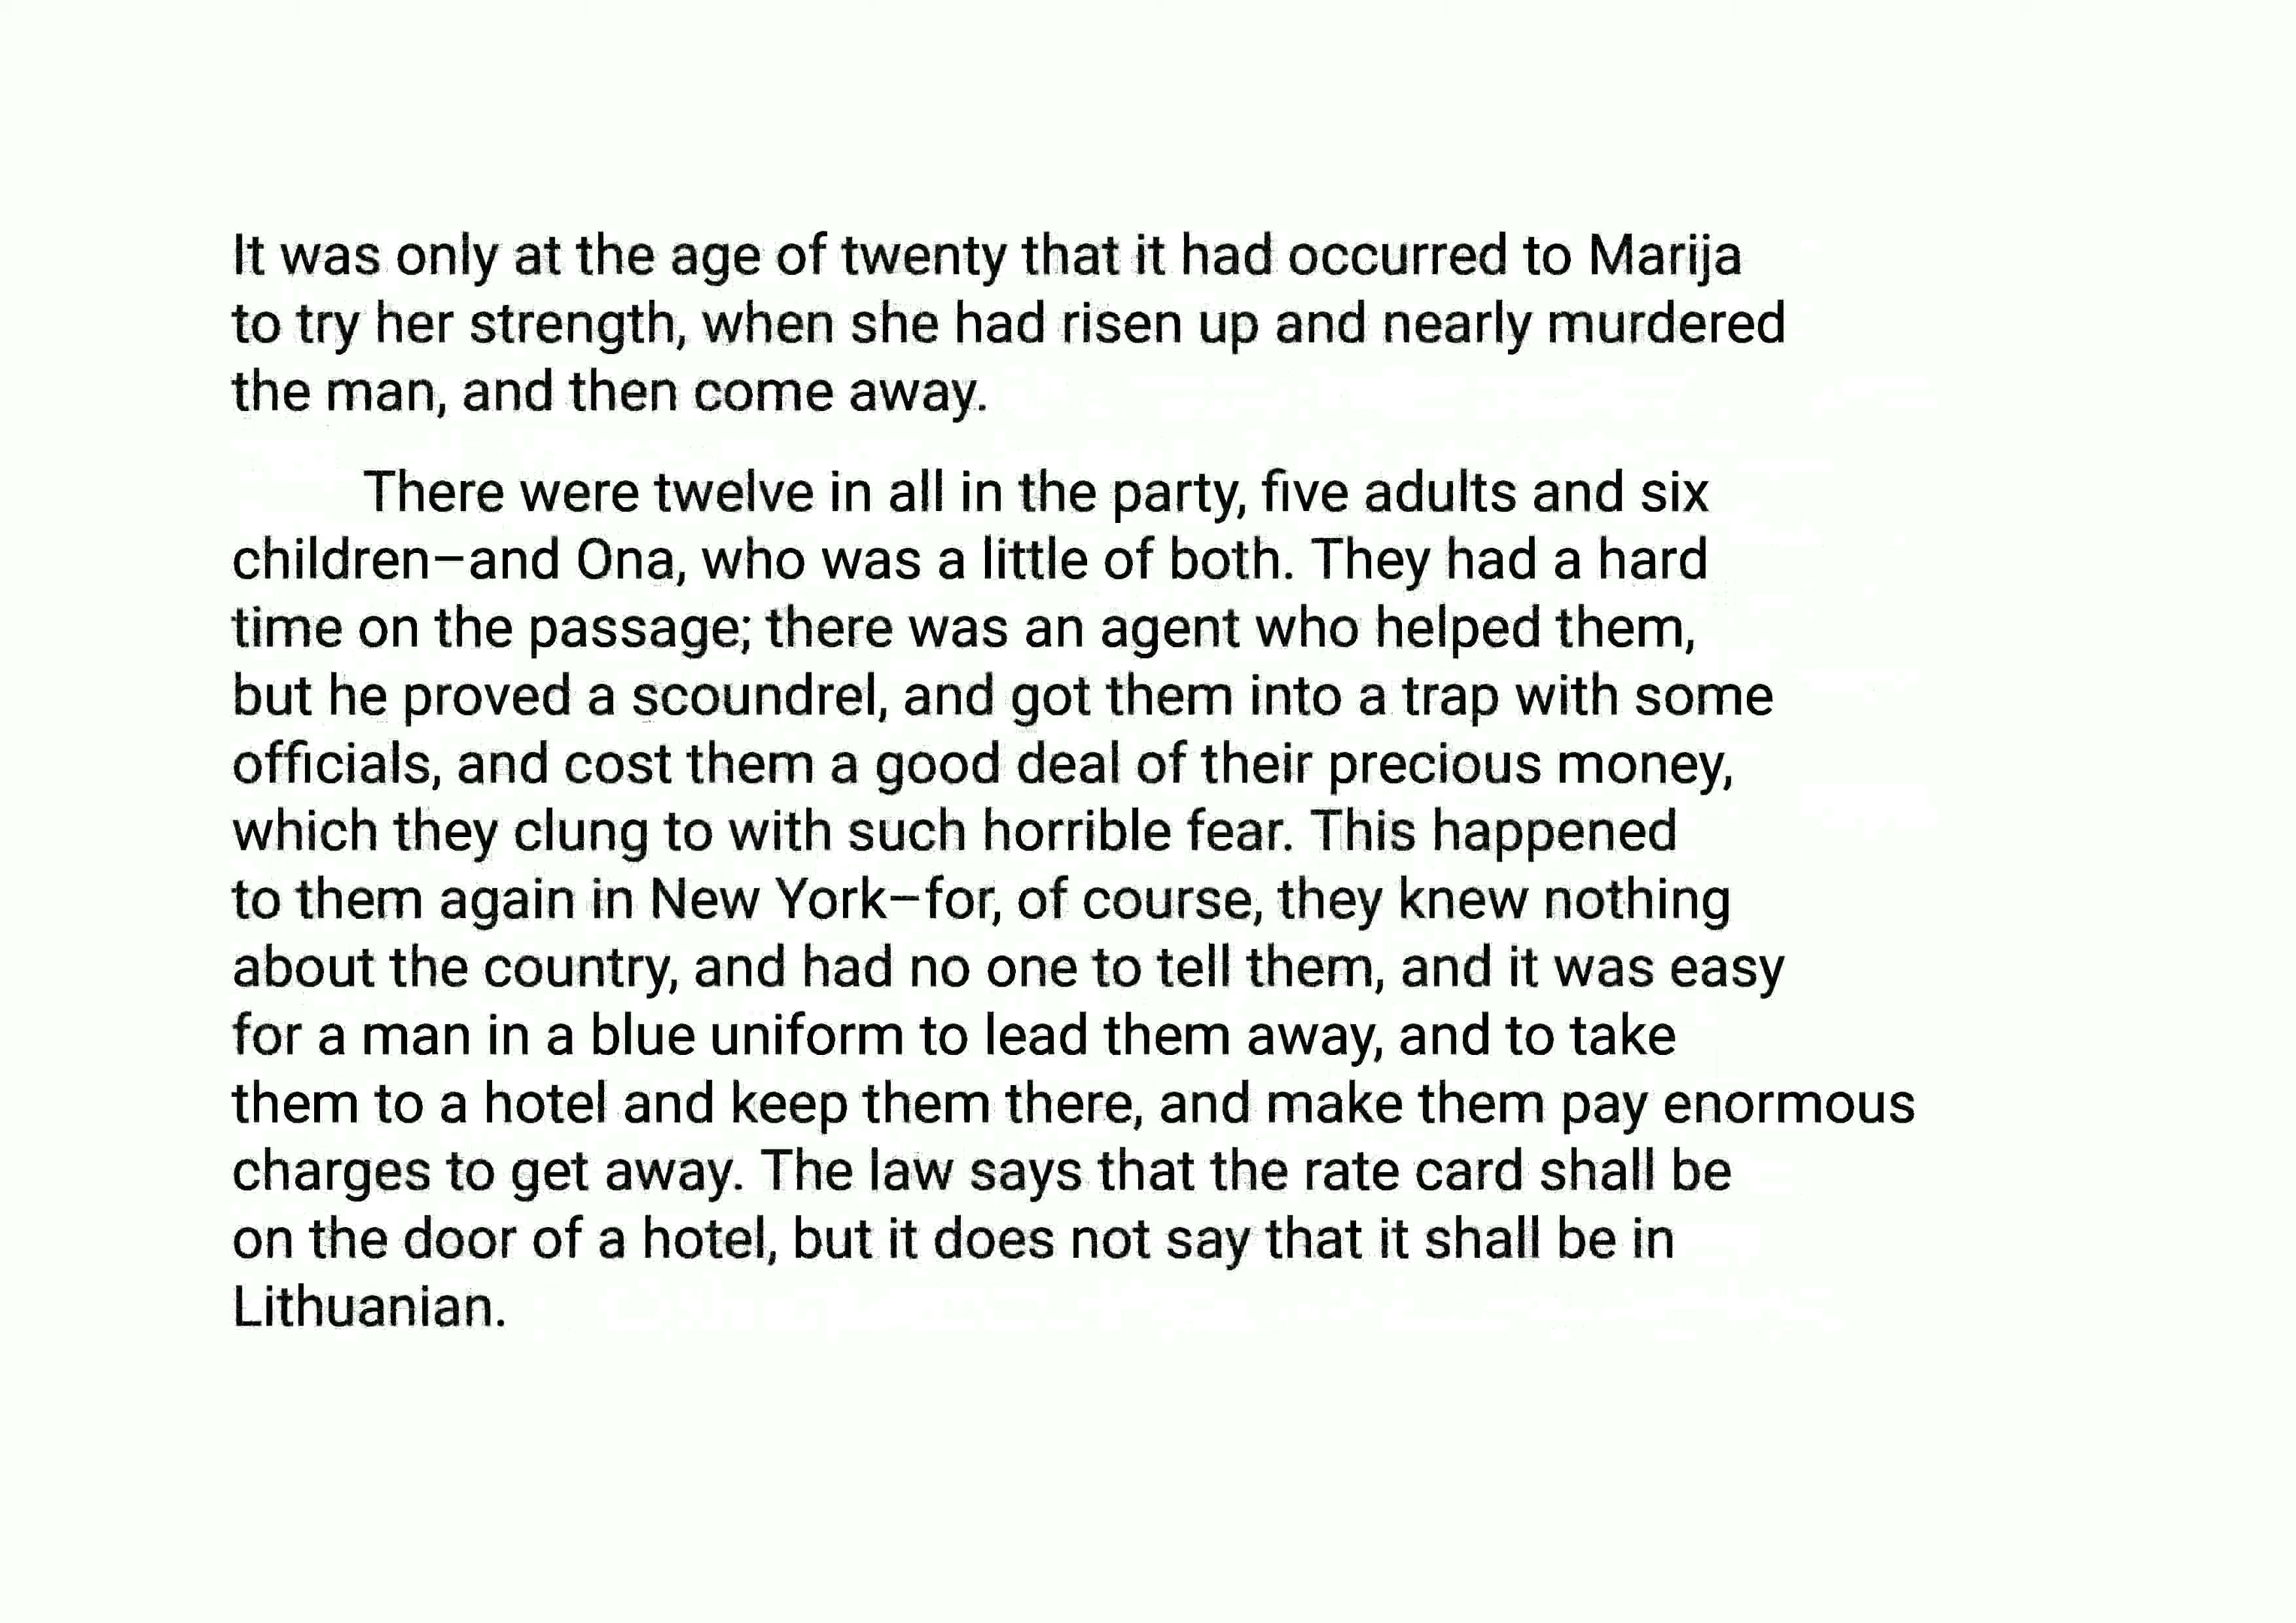 It was only at the age of twenty that it had occurred to Marija
to try her strength, when she had risen up and nearly murdered
the man, and then come away.
There were twelve in all in the party, five adults and six
children–and Ona, who was a little of both. They had a hard
time on the passage; there was an agent who helped them,
but he proved a scoundrel, and got them into a trap with some
officials, and cost them a good deal of their precious money,
which they clung to with such horrible fear. This happened
to them again in New York–for, of course, they knew nothing
about the country, and had no one to tell them, and it was easy
for a man in a blue uniform to lead them away, and to take
them to a hotel and keep them there, and make them pay enormous
charges to get away. The law says that the rate card shall be
on the door of a hotel, but it does not say that it shall be in
Lithuanian.